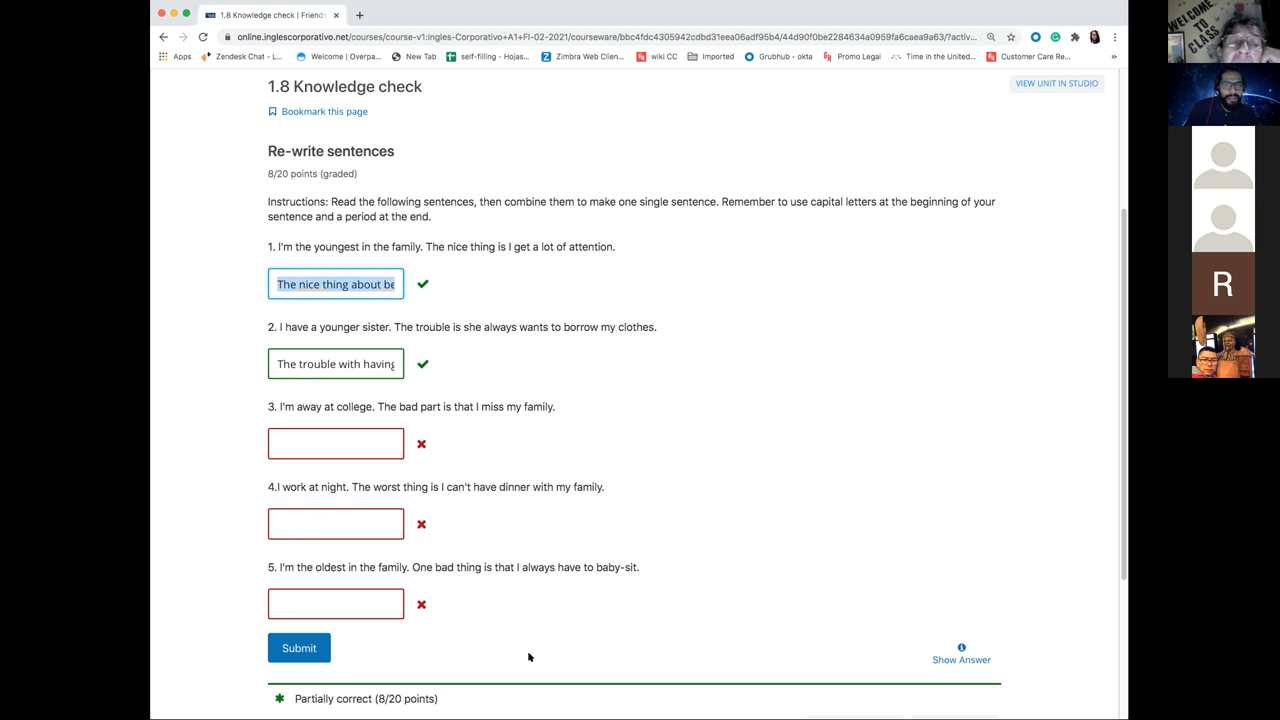 1.8 Knowledge check | Friends
online.inglescorporativo.net/courses/course-v1:Ingles-Corporativo+A1+FI-02-2021/courseware/bbc4fdc4305942cdbd31eea06adf95b4/44d90f0be2284634a0959fa6caea9a63/?activ...
Apps Zendesk Chat - L... Welcome | Overpa... New Tab self-filling - Hojas... Zimbra Web Clien... wiki CC Imported Grubhub - okta Promo Legal Time in the United... Customer Care Re... »
1.8 Knowledge check
VIEW UNIT IN STUDIO
Bookmark this page
Re-write sentences
8/20 points (graded)
Instructions: Read the following sentences, then combine them to make one single sentence. Remember to use capital letters at the beginning of your
sentence and a period at the end.
1. I'm the youngest in the family. The nice thing is I get a lot of attention.
The nice thing about be
2. I have a younger sister. The trouble is she always wants to borrow my clothes.
The trouble with having
3. I'm away at college. The bad part is that I miss my family.
4.I work at night. The worst thing is I can't have dinner with my family.
5. I'm the oldest in the family. One bad thing is that I always have to baby-sit.
Submit
Show Answer
Partially correct (8/20 points)
WELCOME
TO
CLASS
R